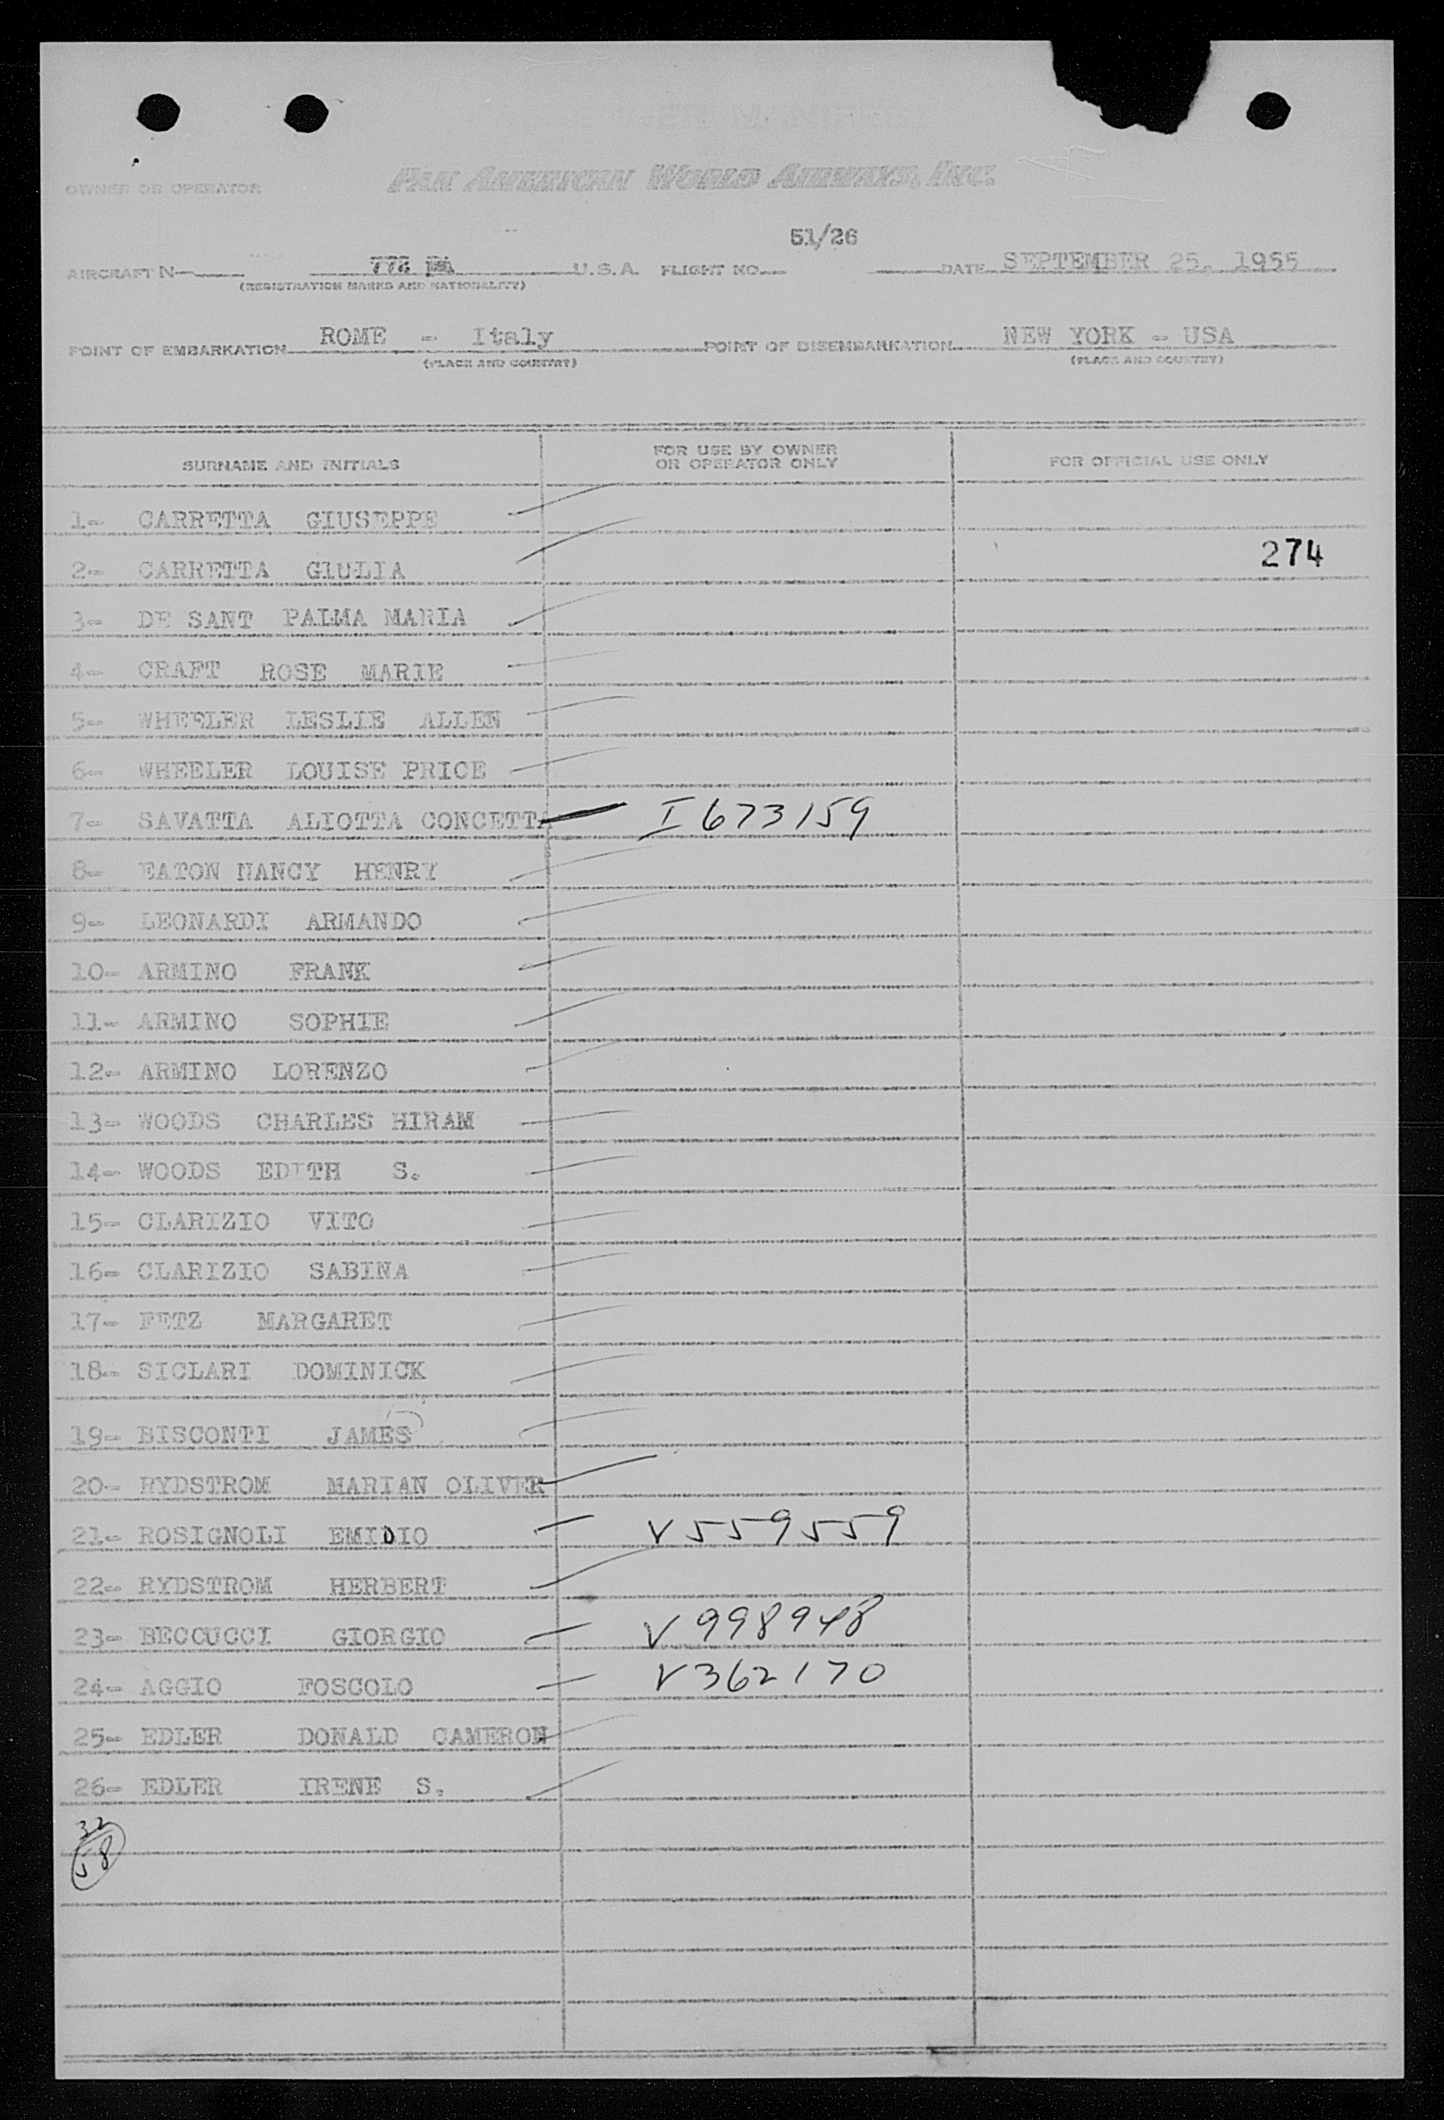 PAN AMERICAN WORLD AIRWAYS, INC.
OWNER OR OPERATOR
51/26
AIRCRAFT N U.S.A. FLIGHT NO. DATE SEPTEMBER 25, 1955
(REGISTRATION MARKS AND NATIONALITY)
POINT OF EMBARKATION ROME - Italy POINT OF DISEMBARKATION NEW YORK - USA
(PLACE AND COUNTRY) (PLACE AND COUNTRY)
SURNAME AND INITIALS FOR USE BY OWNER OR OPERATOR ONLY FOR OFFICIAL USE ONLY
1- CARRETTA GIUSEPPE
274
2- CARRETTA GIULIA
3- DE SANT PALMA MARIA
4- CRAFT ROSE MARIE
5- WHEELER LESLIE ALLEN
6- WHEELER LOUISE PRICE
7- SAVATTA ALIOTTA CONCETTA I673159
8- EATON NANCY HENRY
9- LEONARDI ARMANDO
10- ARMINO FRANK
11- ARMINO SOPHIE
12- ARMINO LORENZO
13- WOODS CHARLES HIRAM
14- WOODS EDITH S.
15- CLARIZIO VITO
16- CLARIZIO SABINA
17- FETZ MARGARET
18- SICLARI DOMINICK
19- BISCONTI JAMES
20- RYDSTROM MARIAN OLIVER
21- ROSIGNOLI EMIDIO V559559
22- RYDSTROM HERBERT
23- BECCUCCI GIORGIO V998948
24- AGGIO FOSCOLO V362170
25- EDLER DONALD CAMERON
26- EDLER IRENE S.
32
58